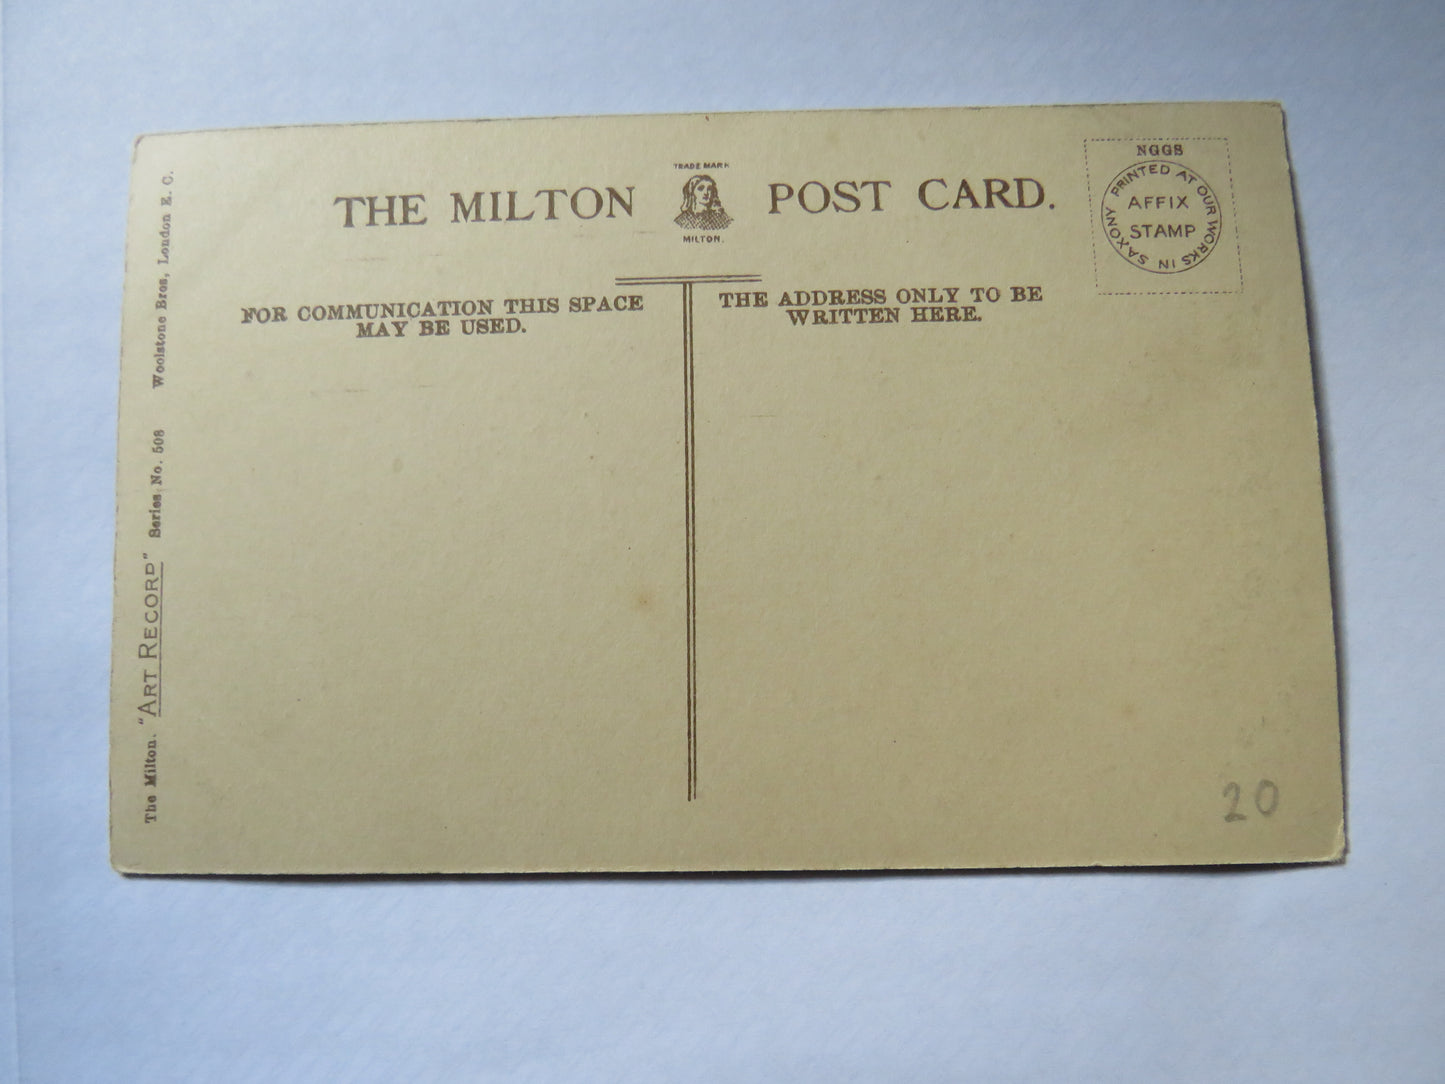 TRADE MARK
THE MILTON POST CARD.
MILTON.
NGGS
PRINTED AT OUR WORKS IN SAXONY
AFFIX
STAMP
FOR COMMUNICATION THIS SPACE
MAY BE USED.
THE ADDRESS ONLY TO BE
WRITTEN HERE.
The Milton. "ART RECORD" Series No. 508 Woolstone Bros, London E. C.
20